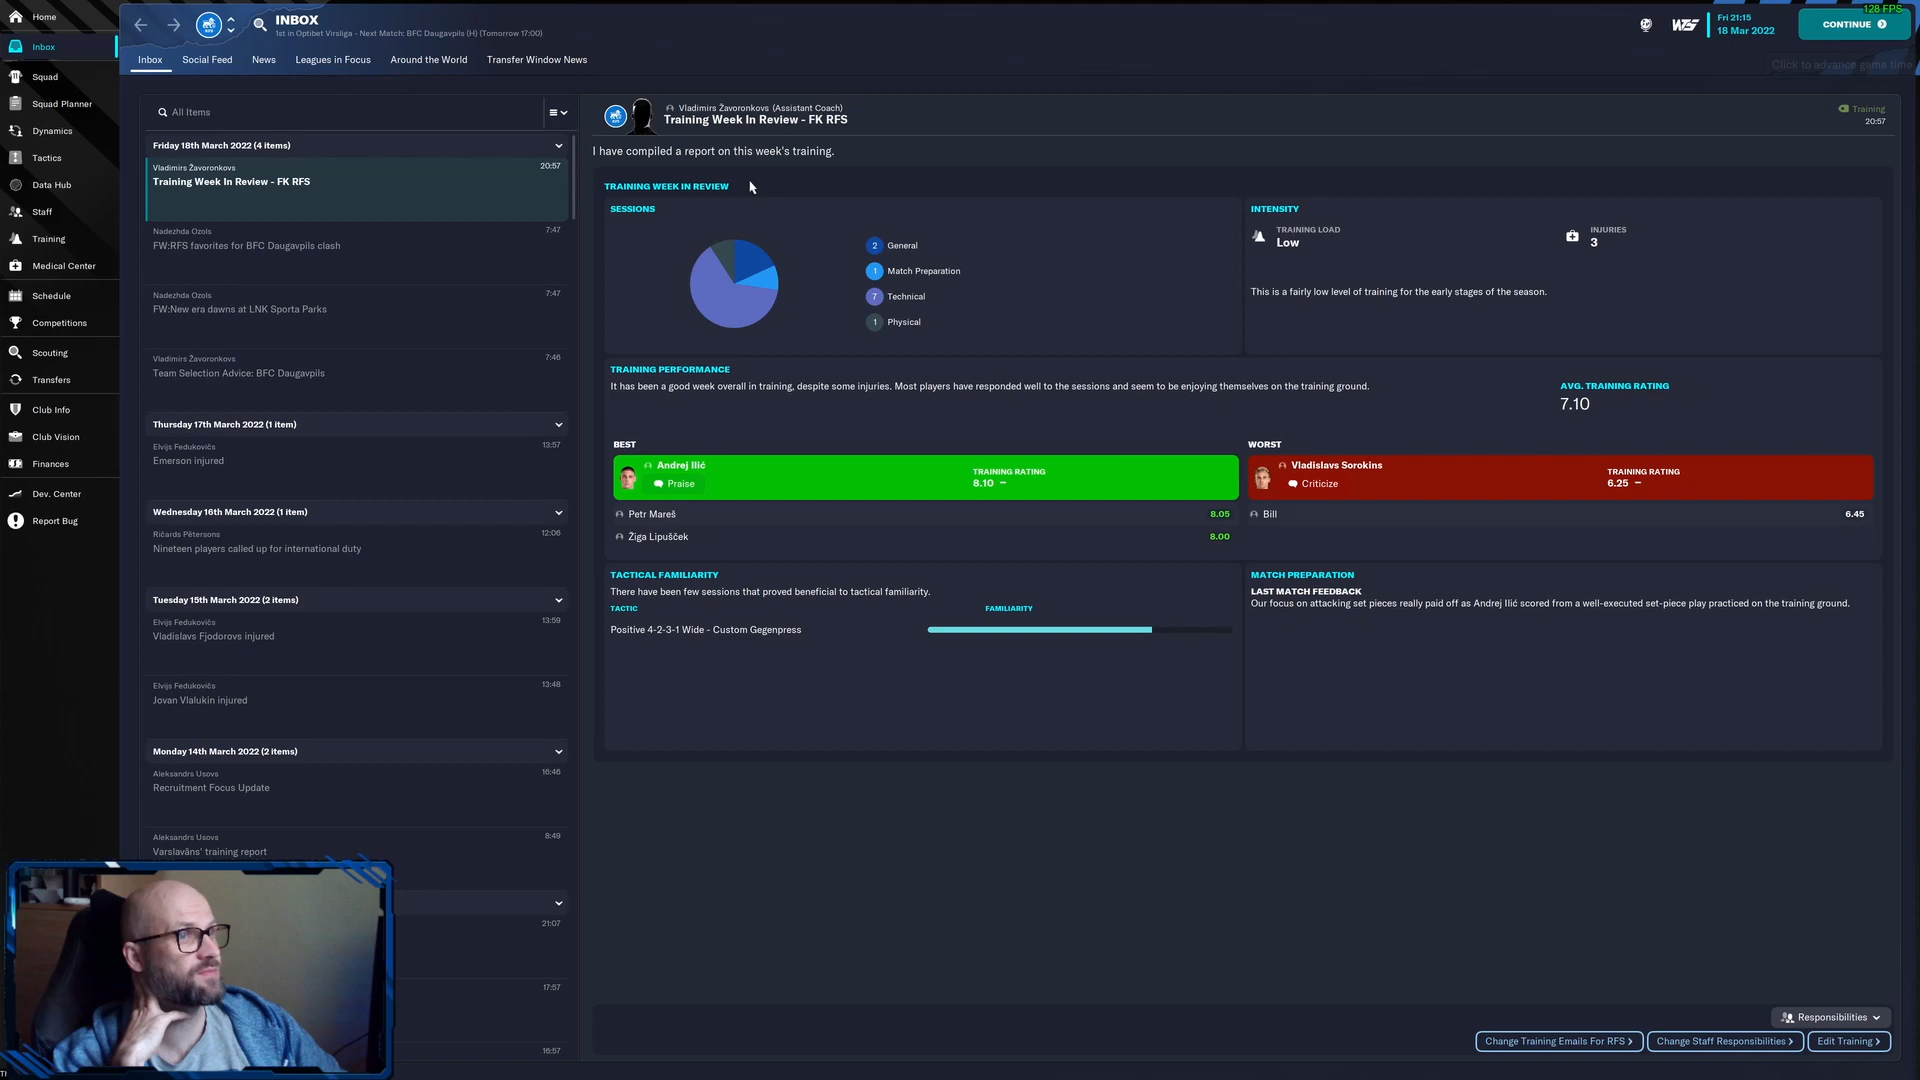 Home
Inbox
Squad
Squad Planner
Dynamics
Tactics
Data Hub
Staff
Training
Medical Center
Schedule
Competitions
Scouting
Transfers
Club Info
Club Vision
Finances
Dev. Center
Report Bug
INBOX
1st in Optibet Virsliga - Next Match: BFC Daugavpils (H) (Tomorrow 17:00)
Fri 21:15
18 Mar 2022
128 FPS
CONTINUE
Click to advance game time
Inbox Social Feed News Leagues in Focus Around the World Transfer Window News
All Items
Friday 18th March 2022 (4 items)
Vladimirs Žavoronkovs 20:57
Training Week In Review - FK RFS
Nadezhda Ozols 7:47
FW:RFS favorites for BFC Daugavpils clash
Nadezhda Ozols 7:47
FW:New era dawns at LNK Sporta Parks
Vladimirs Žavoronkovs 7:46
Team Selection Advice: BFC Daugavpils
Thursday 17th March 2022 (1 item)
Elvijs Fedukovičs 13:57
Emerson injured
Wednesday 16th March 2022 (1 item)
Ričards Pētersons 12:06
Nineteen players called up for international duty
Tuesday 15th March 2022 (2 items)
Elvijs Fedukovičs 13:59
Vladislavs Fjodorovs injured
Elvijs Fedukovičs 13:48
Jovan Vlalukin injured
Monday 14th March 2022 (2 items)
Aleksandrs Usovs 16:46
Recruitment Focus Update
Aleksandrs Usovs 8:49
Varslavāns' training report
21:07
17:57
16:57
Vladimirs Žavoronkovs (Assistant Coach)
Training Week In Review - FK RFS
Training
20:57
I have compiled a report on this week's training.
TRAINING WEEK IN REVIEW
SESSIONS
2 General
1 Match Preparation
7 Technical
1 Physical
INTENSITY
TRAINING LOAD
Low
INJURIES
3
This is a fairly low level of training for the early stages of the season.
TRAINING PERFORMANCE
It has been a good week overall in training, despite some injuries. Most players have responded well to the sessions and seem to be enjoying themselves on the training ground.
AVG. TRAINING RATING
7.10
BEST
Andrej Ilić
Praise
TRAINING RATING
8.10 –
Petr Mareš 8.05
Žiga Lipušček 8.00
WORST
Vladislavs Sorokins
Criticize
TRAINING RATING
6.25 –
Bill 6.45
TACTICAL FAMILIARITY
There have been few sessions that proved beneficial to tactical familiarity.
TACTIC FAMILIARITY
Positive 4-2-3-1 Wide - Custom Gegenpress
MATCH PREPARATION
LAST MATCH FEEDBACK
Our focus on attacking set pieces really paid off as Andrej Ilić scored from a well-executed set-piece play practiced on the training ground.
Responsibilities
Change Training Emails For RFS >
Change Staff Responsibilities >
Edit Training >